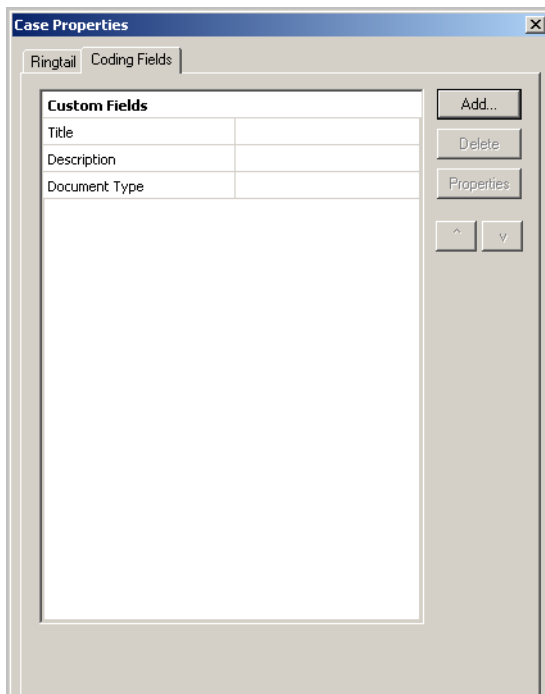 Case Properties
Ringtail Coding Fields
Custom Fields
Title
Description
Document Type
Add...
Delete
Properties
^ v